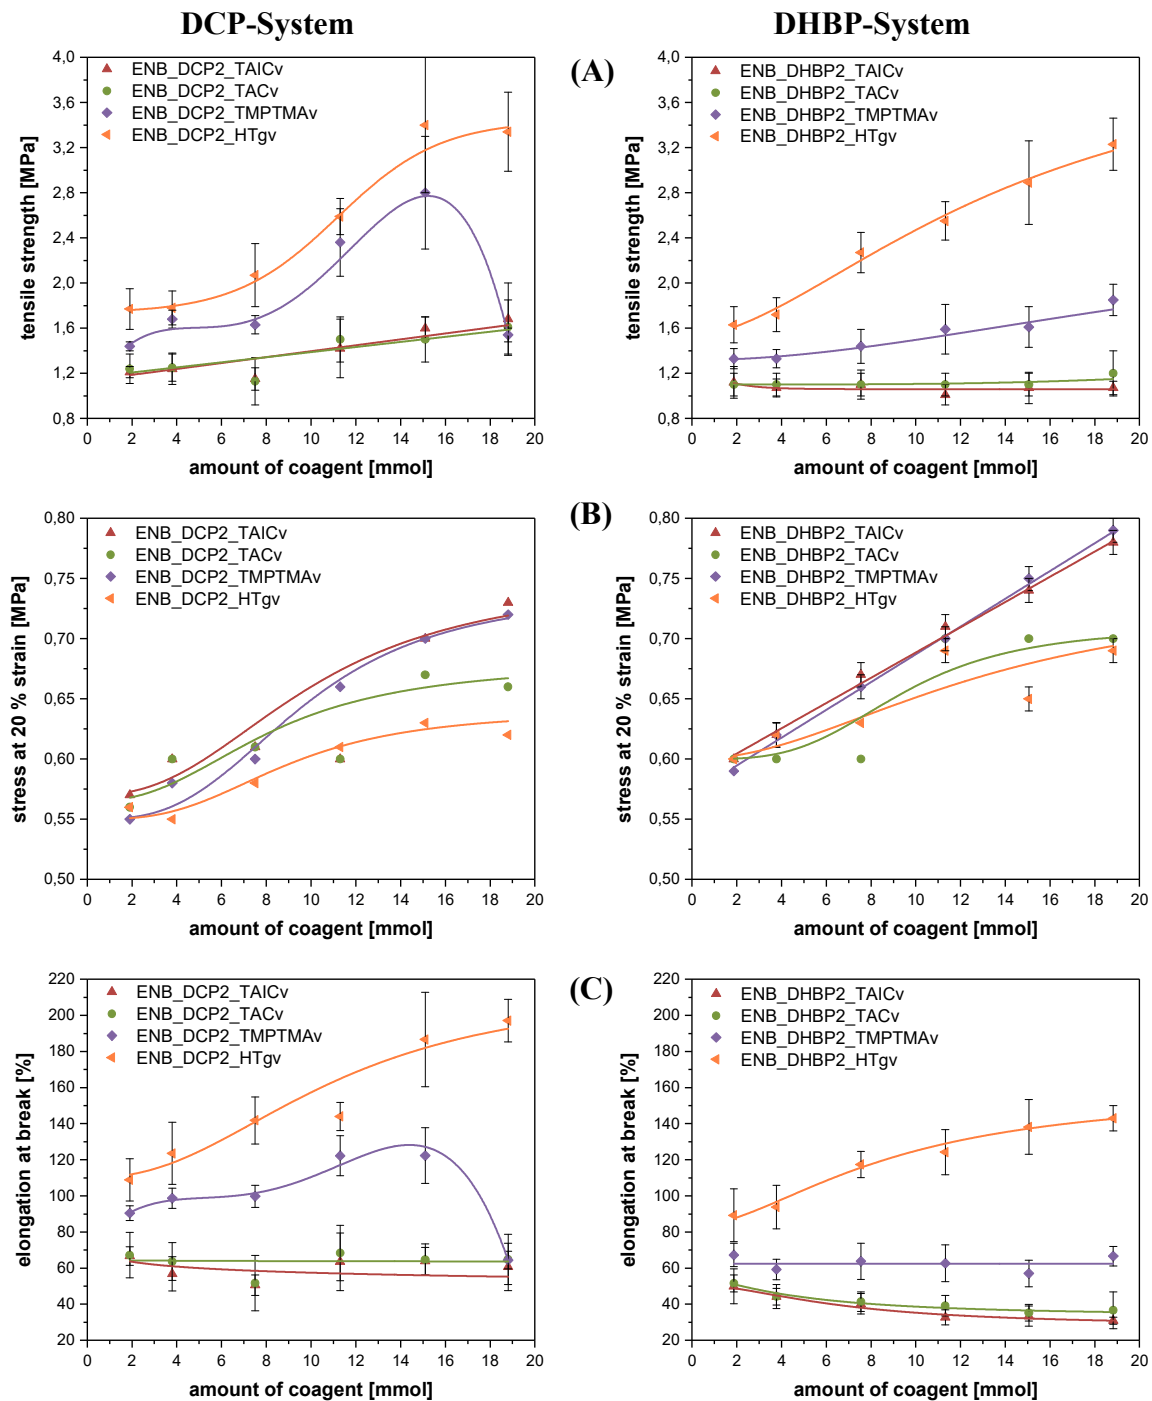 DCP-System
DHBP-System
(A)
ENB_DCP2_TAICv
ENB_DCP2_TACv
ENB_DCP2_TMPTMAv
ENB_DCP2_HTgv
tensile strength [MPa]
4,0
3,6
3,2
2,8
2,4
2,0
1,6
1,2
0,8
0 2 4 6 8 10 12 14 16 18 20
amount of coagent [mmol]
ENB_DHBP2_TAICv
ENB_DHBP2_TACv
ENB_DHBP2_TMPTMAv
ENB_DHBP2_HTgv
tensile strength [MPa]
4,0
3,6
3,2
2,8
2,4
2,0
1,6
1,2
0,8
0 2 4 6 8 10 12 14 16 18 20
amount of coagent [mmol]
(B)
ENB_DCP2_TAICv
ENB_DCP2_TACv
ENB_DCP2_TMPTMAv
ENB_DCP2_HTgv
stress at 20 % strain [MPa]
0,80
0,75
0,70
0,65
0,60
0,55
0,50
0 2 4 6 8 10 12 14 16 18 20
amount of coagent [mmol]
ENB_DHBP2_TAICv
ENB_DHBP2_TACv
ENB_DHBP2_TMPTMAv
ENB_DHBP2_HTgv
stress at 20 % strain [MPa]
0,80
0,75
0,70
0,65
0,60
0,55
0,50
0 2 4 6 8 10 12 14 16 18 20
amount of coagent [mmol]
(C)
ENB_DCP2_TAICv
ENB_DCP2_TACv
ENB_DCP2_TMPTMAv
ENB_DCP2_HTgv
elongation at break [%]
220
200
180
160
140
120
100
80
60
40
20
0 2 4 6 8 10 12 14 16 18 20
amount of coagent [mmol]
ENB_DHBP2_TAICv
ENB_DHBP2_TACv
ENB_DHBP2_TMPTMAv
ENB_DHBP2_HTgv
elongation at break [%]
220
200
180
160
140
120
100
80
60
40
20
0 2 4 6 8 10 12 14 16 18 20
amount of coagent [mmol]